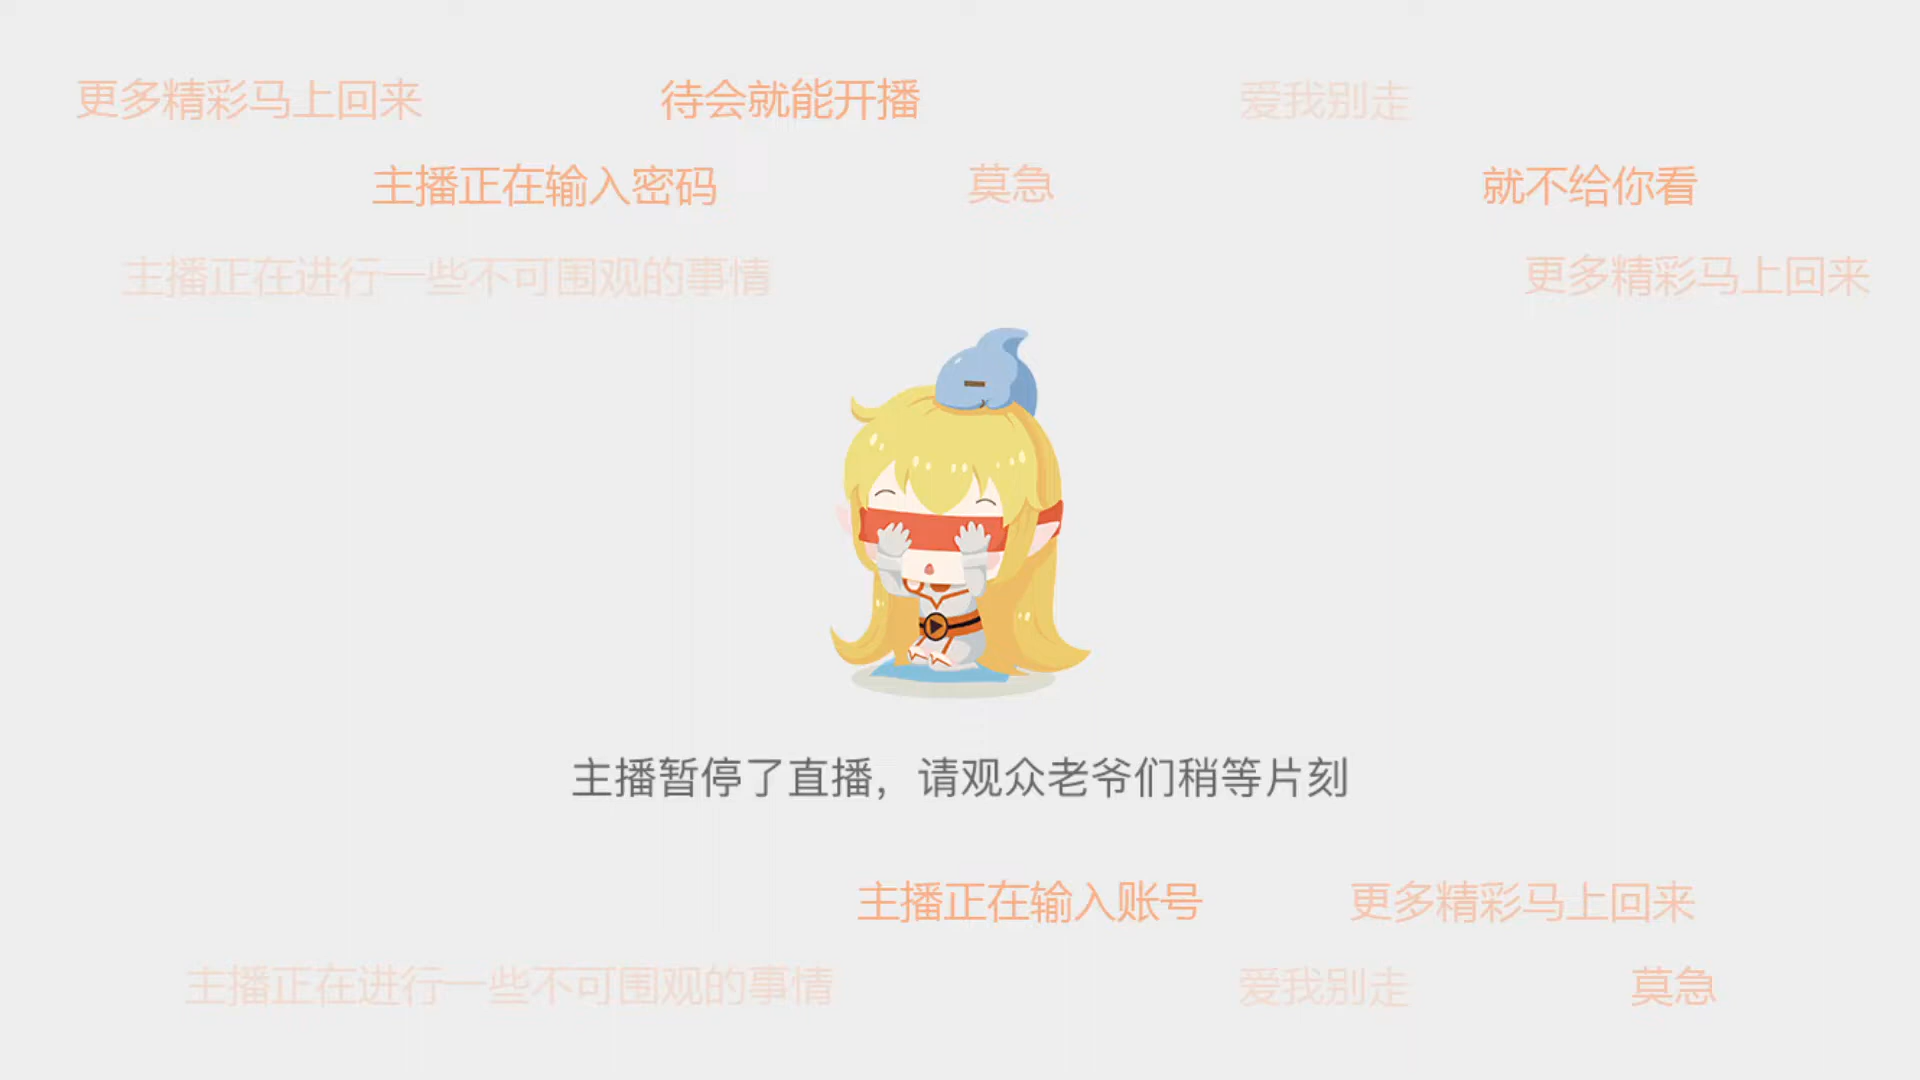 更多精彩马上回来
待会就能开播
爱我别走
主播正在输入密码
莫急
就不给你看
主播正在进行一些不可围观的事情
更多精彩马上回来
主播暂停了直播，请观众老爷们稍等片刻
主播正在输入账号
更多精彩马上回来
主播正在进行一些不可围观的事情
爱我别走
莫急